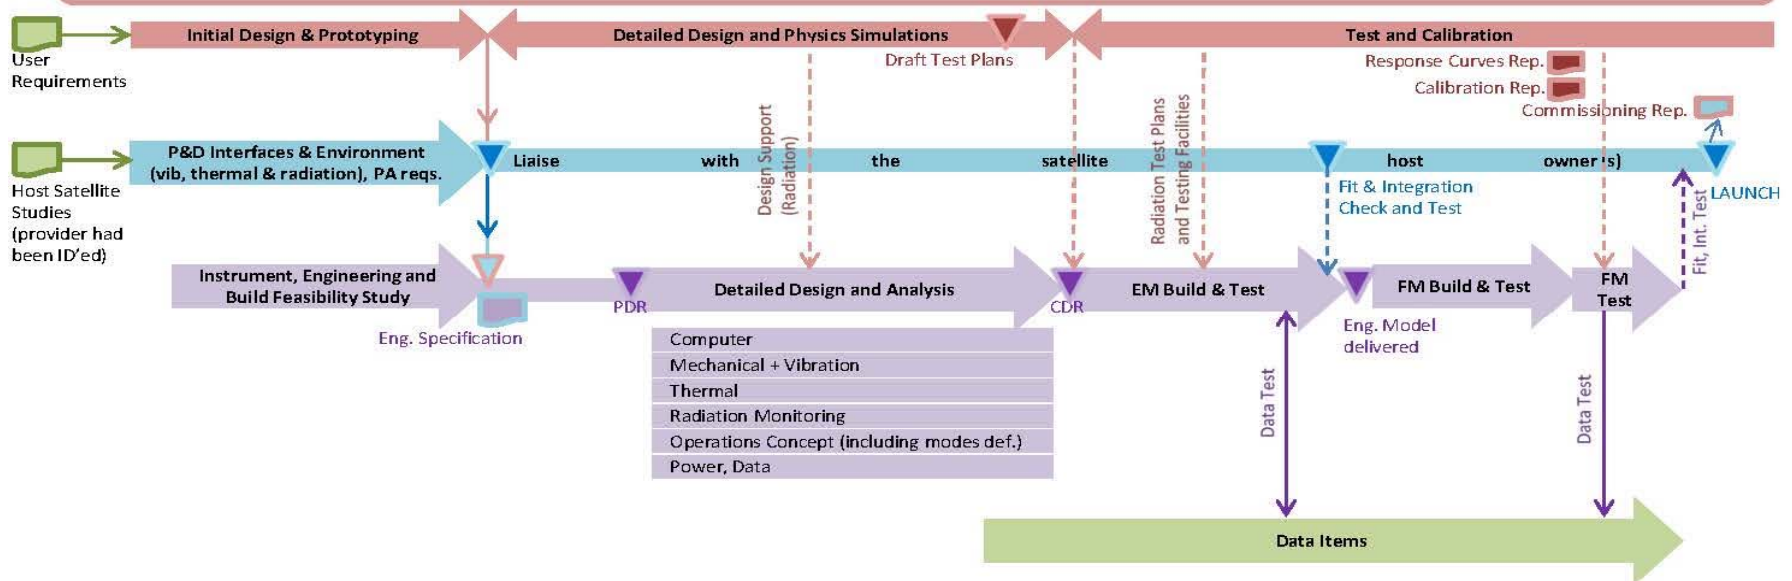 Initial Design & Prototyping
Detailed Design and Physics Simulations
Test and Calibration
User
Requirements
Draft Test Plans
Response Curves Rep.
Calibration Rep.
Commissioning Rep.
P&D Interfaces & Environment
(vib, thermal & radiation), PA reqs.
Liaise with the satellite host owner(s)
Host Satellite
Studies
(provider had
been ID'ed)
Design Support
(Radiation)
Radiation Test Plans
and Testing Facilities
Fit & Integration
Check and Test
LAUNCH
Fit, Int. Test
Instrument, Engineering and
Build Feasibility Study
Eng. Specification
PDR
Detailed Design and Analysis
CDR
EM Build & Test
Eng. Model
delivered
FM Build & Test
FM
Test
Computer
Mechanical + Vibration
Thermal
Radiation Monitoring
Operations Concept (including modes def.)
Power, Data
Data Test
Data Test
Data Items